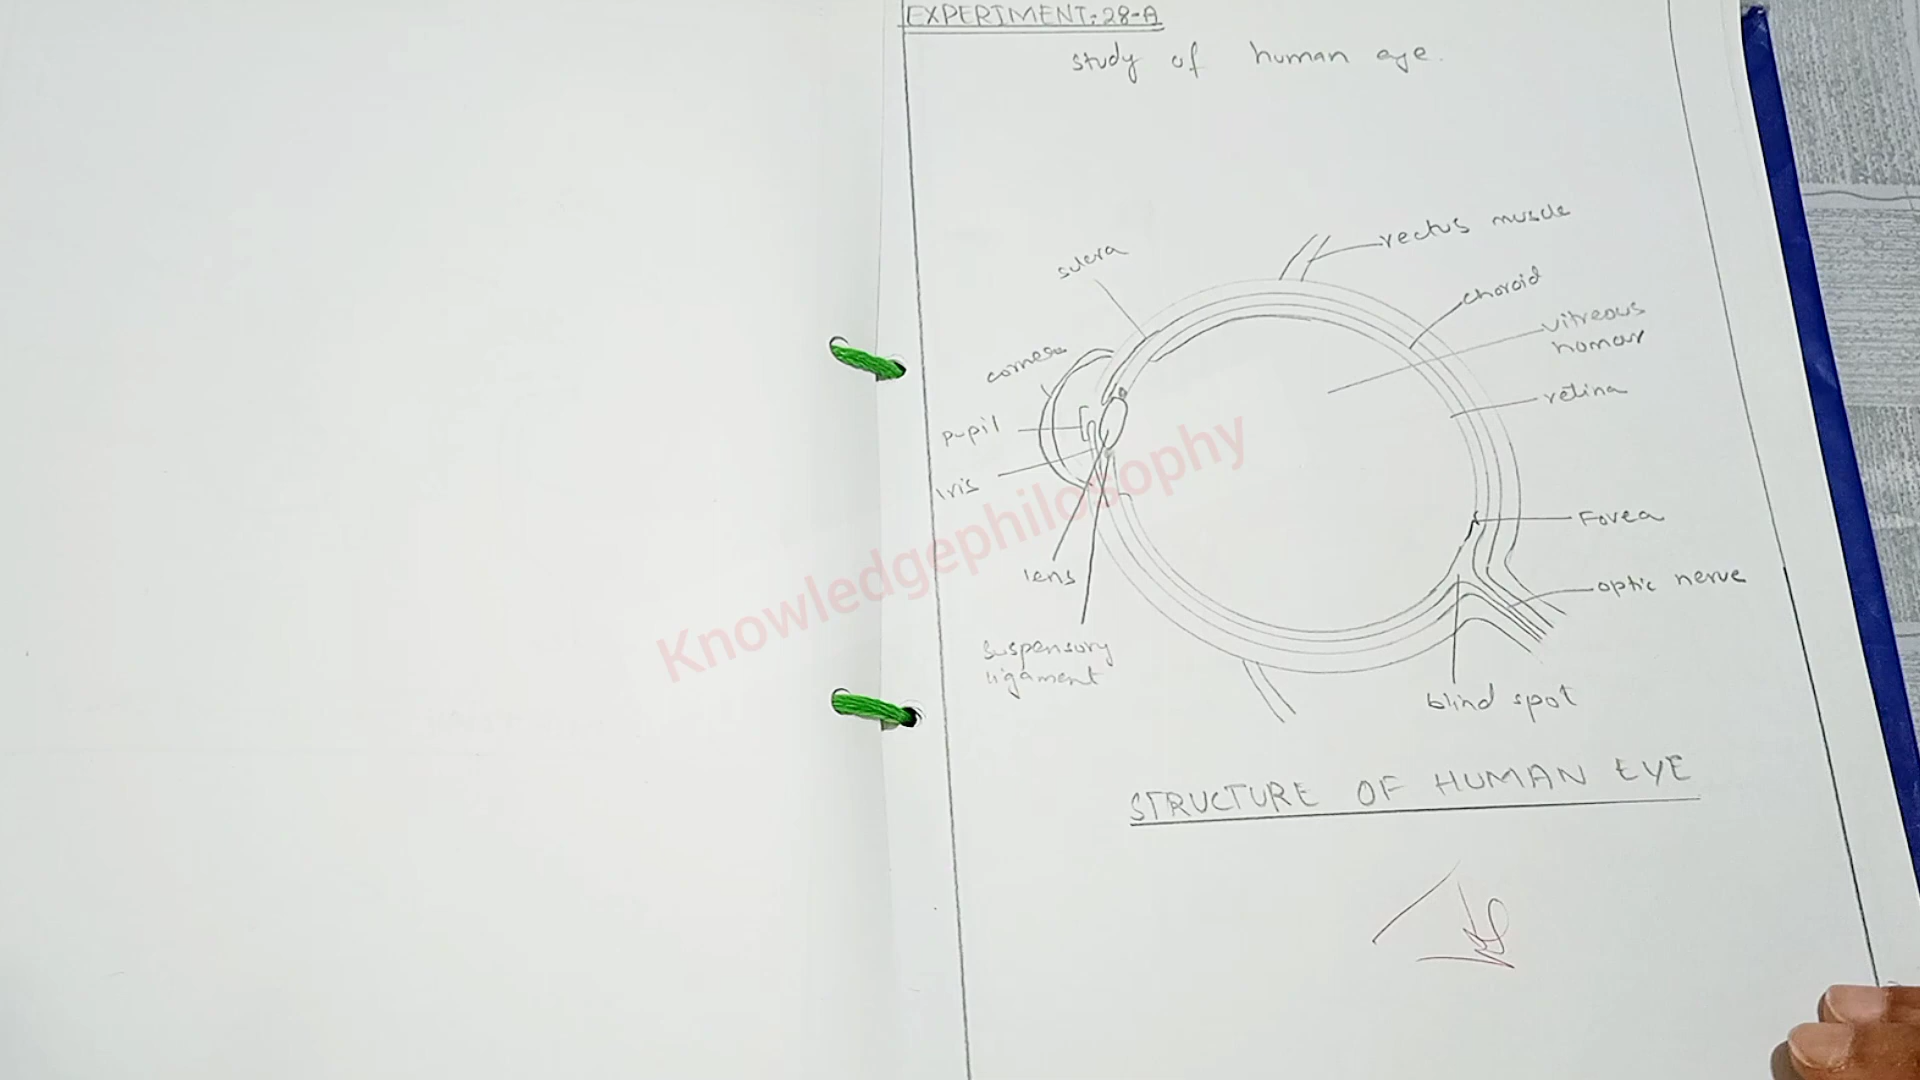 EXPERIMENT: 28-A
study of human eye.
rectus muscle
sclera
choroid
vitreous
humor
cornea
retina
pupil
Iris
Fovea
lens
optic nerve
suspensory
ligament
blind spot
STRUCTURE OF HUMAN EYE
Knowledgephilosophy